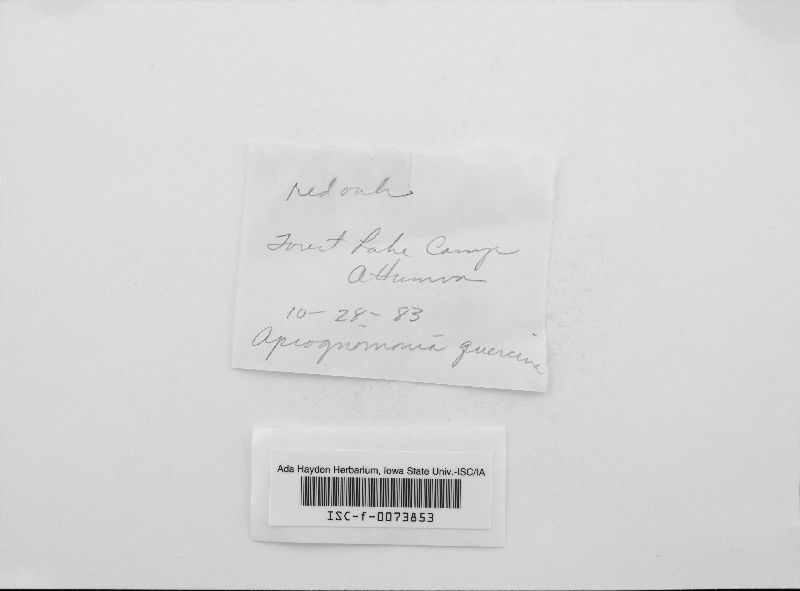 red oak
Forest Lake Camp
Ottumwa
10-28-83
Apiognomonia quercina
Ada Hayden Herbarium, Iowa State Univ.-ISC/IA
ISC-f-0073853